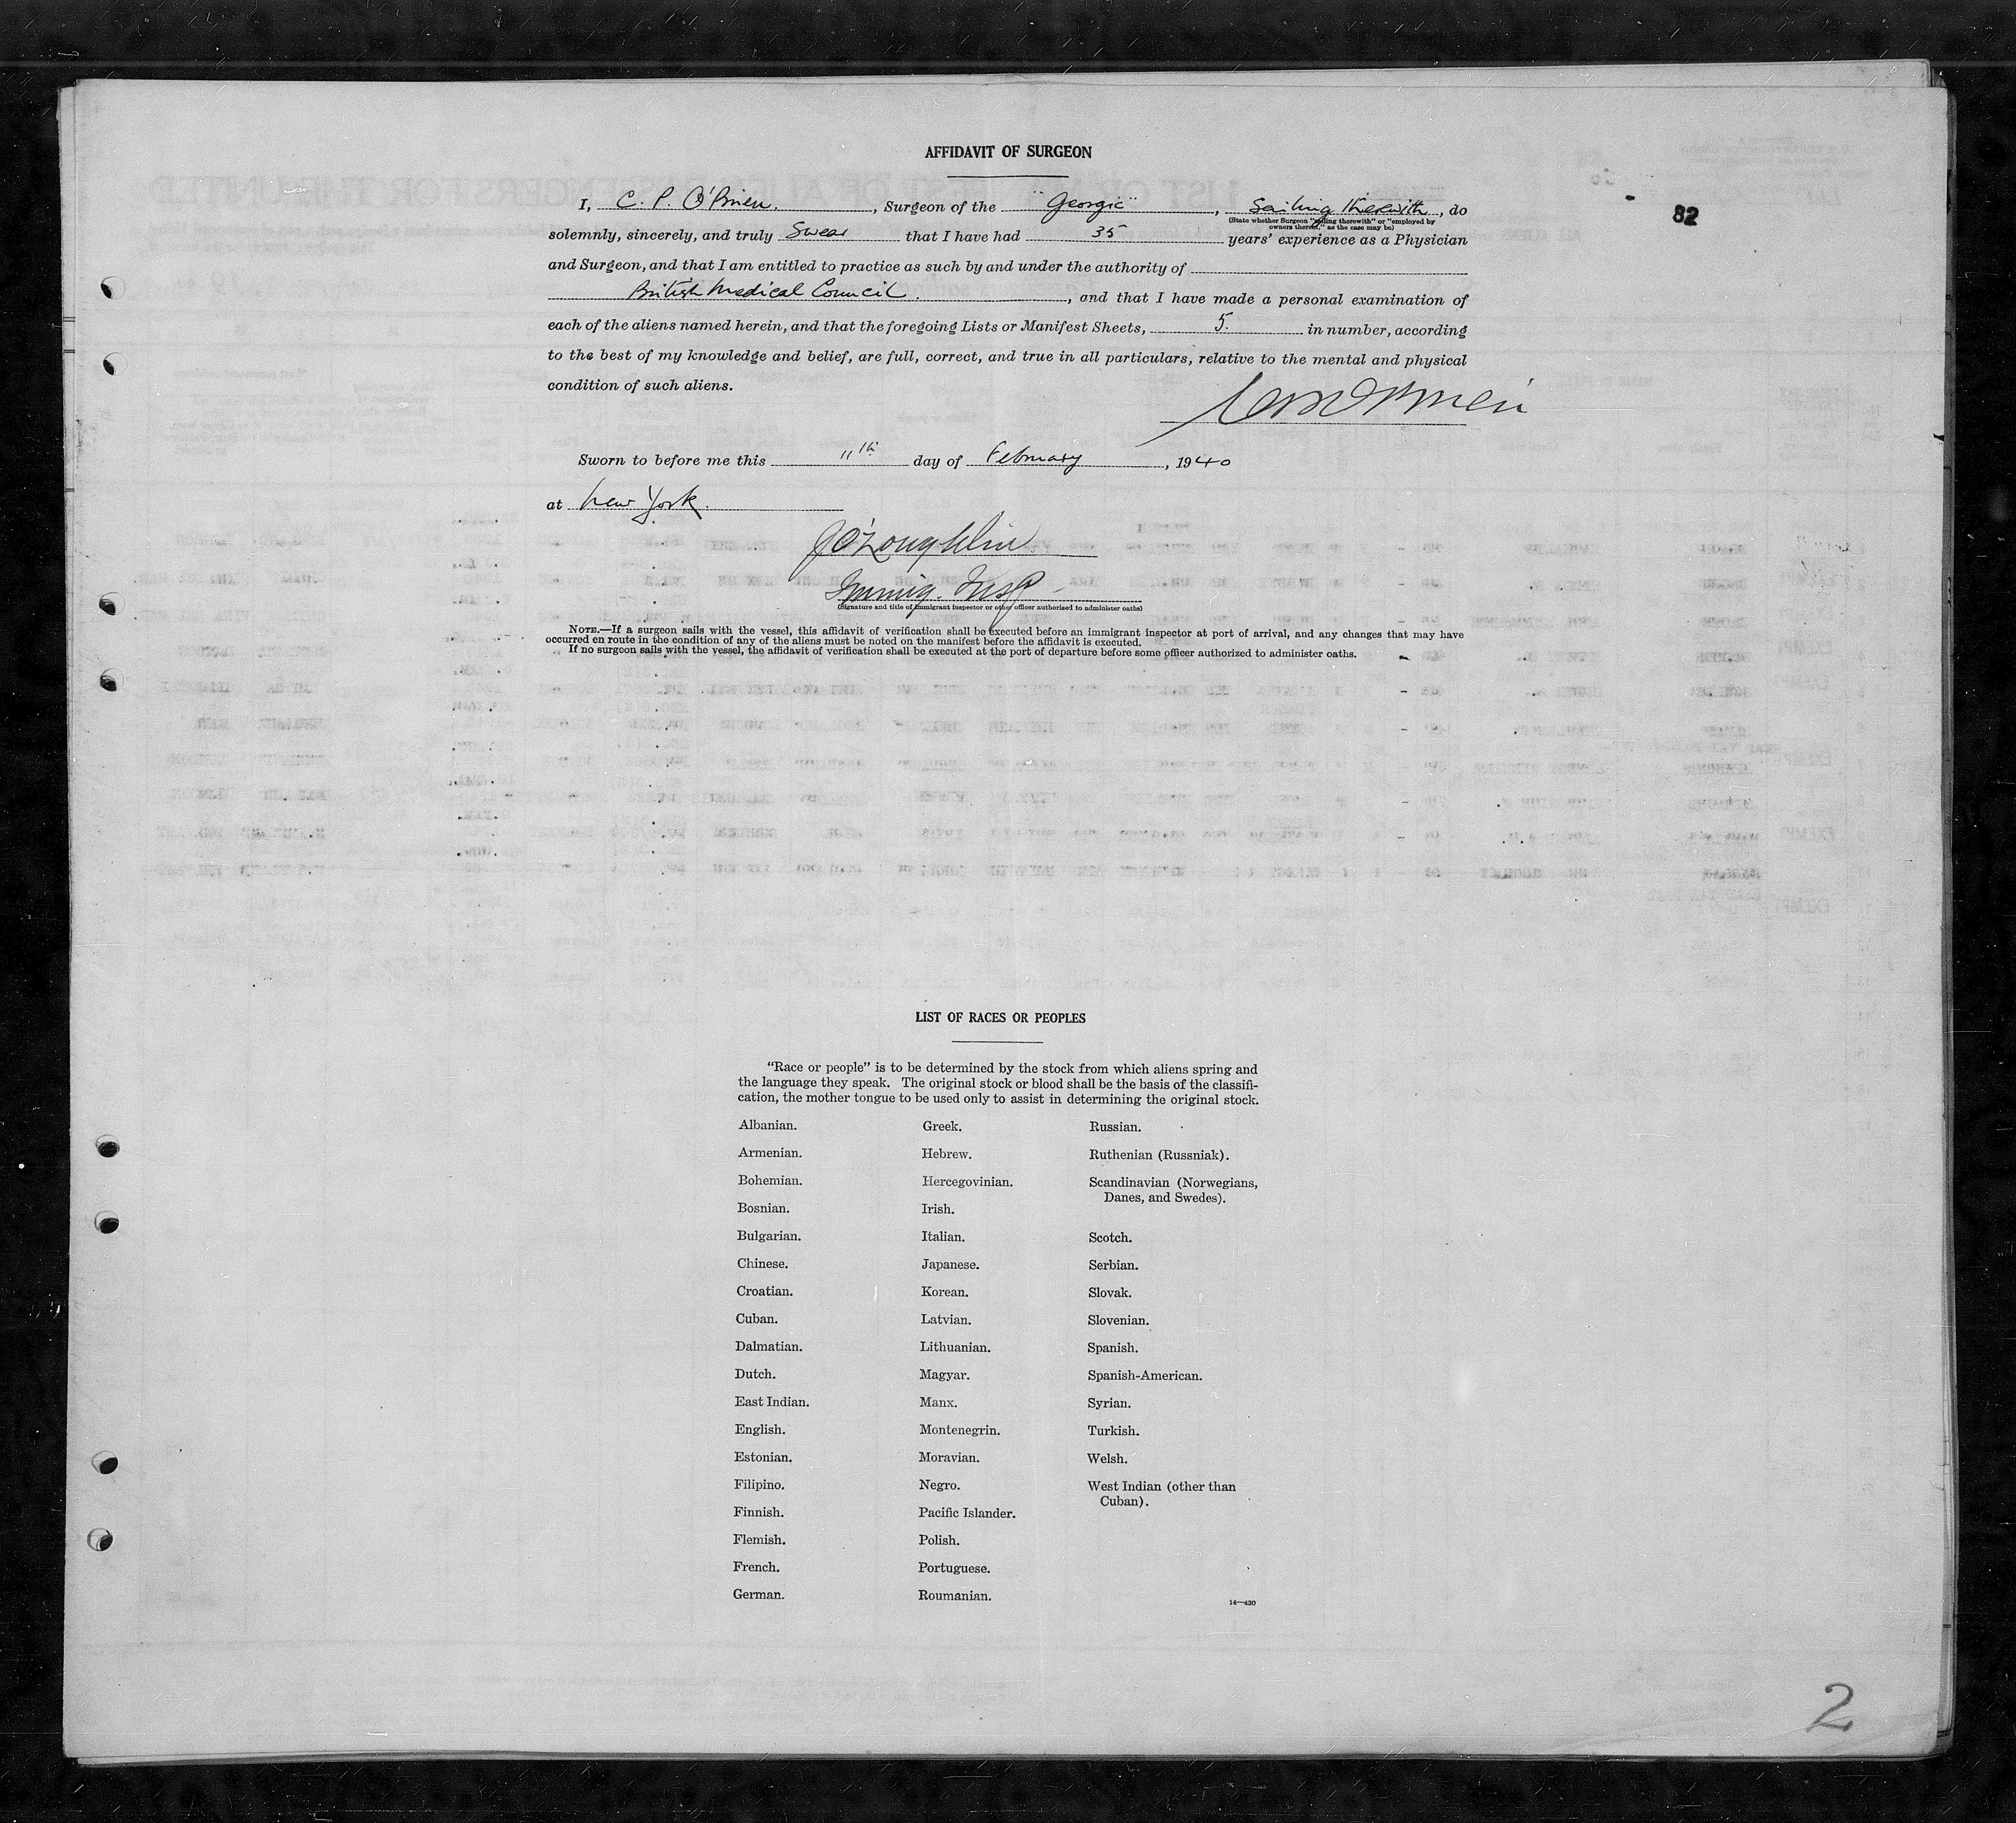 AFFIDAVIT OF SURGEON
82
I, C. P. O'Brien. , Surgeon of the "Georgic" , Sailing therewith , do
(State whether Surgeon "sailing therewith" or "employed by
owners thereof," as the case may be)
solemnly, sincerely, and truly Swear that I have had 35 years' experience as a Physician
and Surgeon, and that I am entitled to practice as such by and under the authority of
British Medical Council. , and that I have made a personal examination of
each of the aliens named herein, and that the foregoing Lists or Manifest Sheets, 5. in number, according
to the best of my knowledge and belief, are full, correct, and true in all particulars, relative to the mental and physical
condition of such aliens.
Sworn to before me this 11th day of February , 1940
at New York.
J O'Loughlin
Immig. Insp
(Signature and title of immigrant inspector or other officer authorized to administer oaths)
NOTE.—If a surgeon sails with the vessel, this affidavit of verification shall be executed before an immigrant inspector at port of arrival, and any changes that may have
occurred en route in the condition of any of the aliens must be noted on the manifest before the affidavit is executed.
If no surgeon sails with the vessel, the affidavit of verification shall be executed at the port of departure before some officer authorized to administer oaths.
LIST OF RACES OR PEOPLES
"Race or people" is to be determined by the stock from which aliens spring and
the language they speak. The original stock or blood shall be the basis of the classifi-
cation, the mother tongue to be used only to assist in determining the original stock.
Albanian.
Armenian.
Bohemian.
Bosnian.
Bulgarian.
Chinese.
Croatian.
Cuban.
Dalmatian.
Dutch.
East Indian.
English.
Estonian.
Filipino.
Finnish.
Flemish.
French.
German.
Greek.
Hebrew.
Hercegovinian.
Irish.
Italian.
Japanese.
Korean.
Latvian.
Lithuanian.
Magyar.
Manx.
Montenegrin.
Moravian.
Negro.
Pacific Islander.
Polish.
Portuguese.
Roumanian.
Russian.
Ruthenian (Russniak).
Scandinavian (Norwegians,
Danes, and Swedes).
Scotch.
Serbian.
Slovak.
Slovenian.
Spanish.
Spanish-American.
Syrian.
Turkish.
Welsh.
West Indian (other than
Cuban).
14—430
2